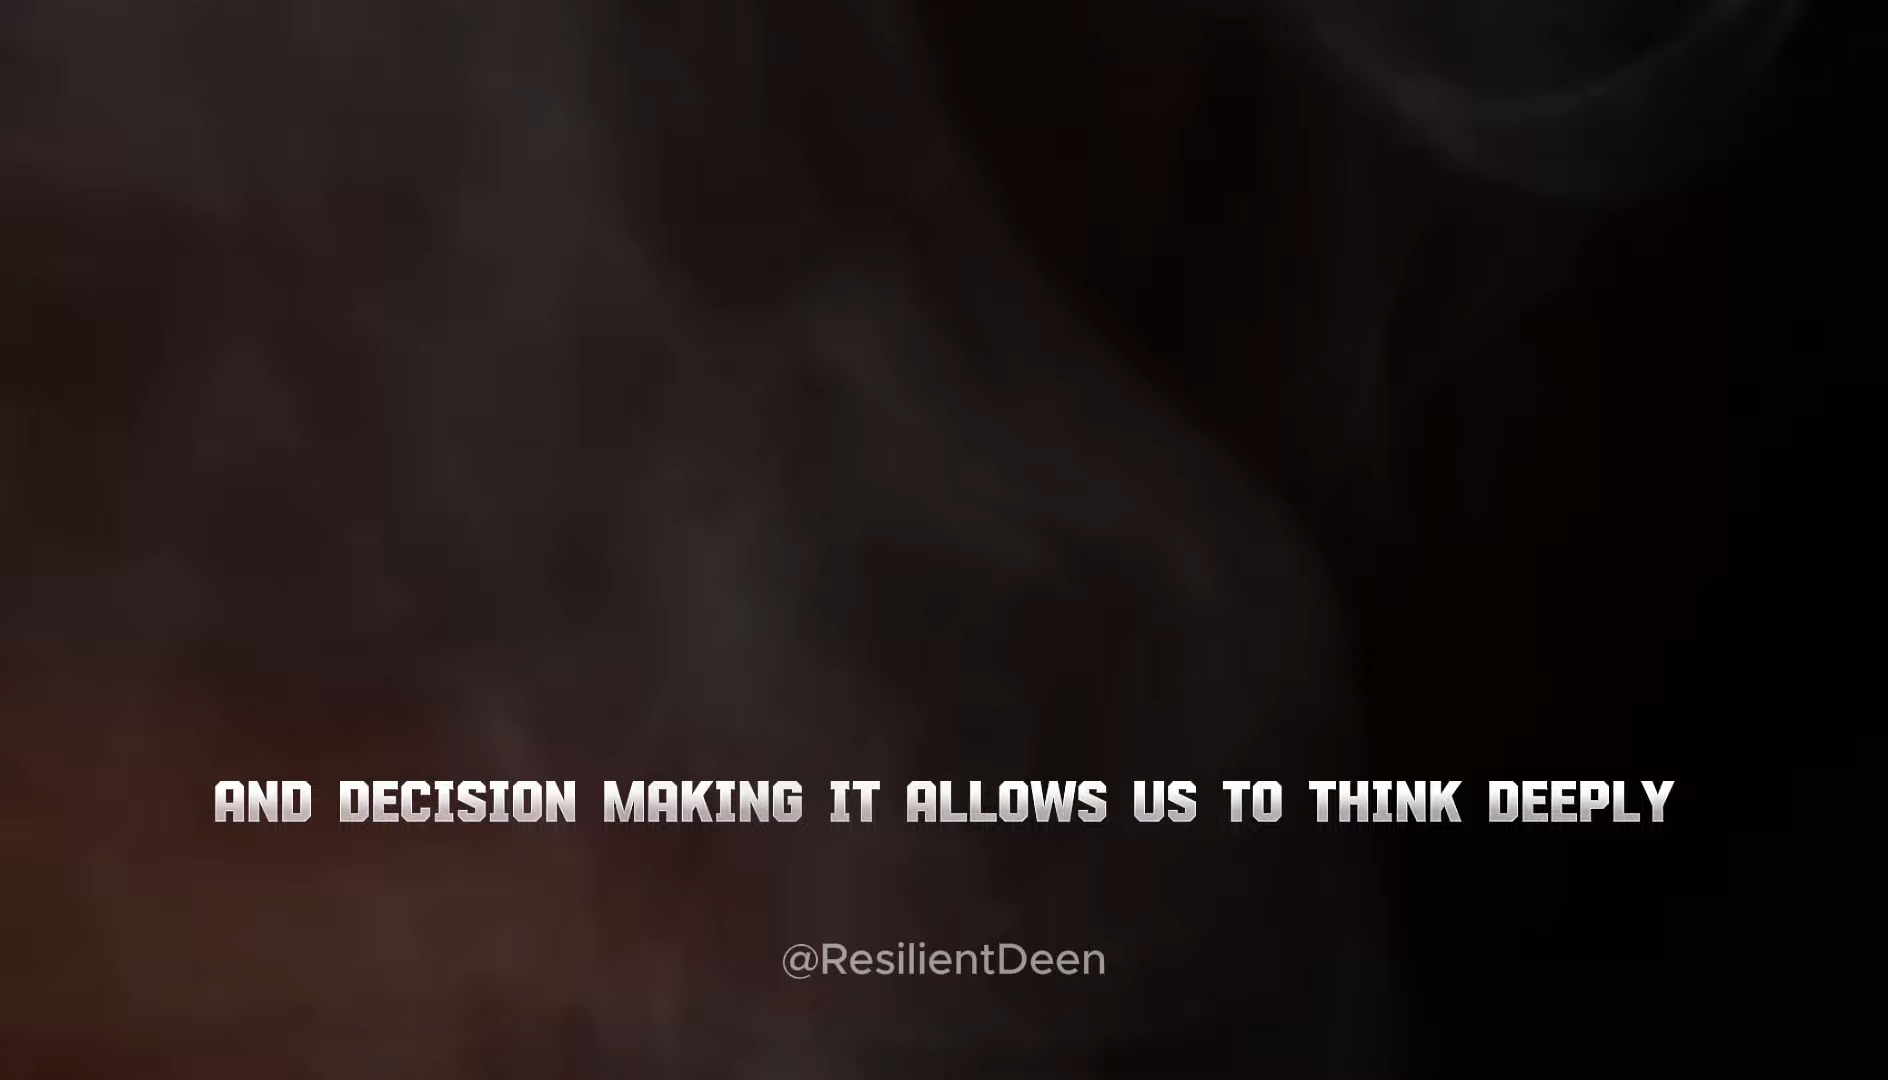 AND DECISION MAKING IT ALLOWS US TO THINK DEEPLY
@ResilientDeen